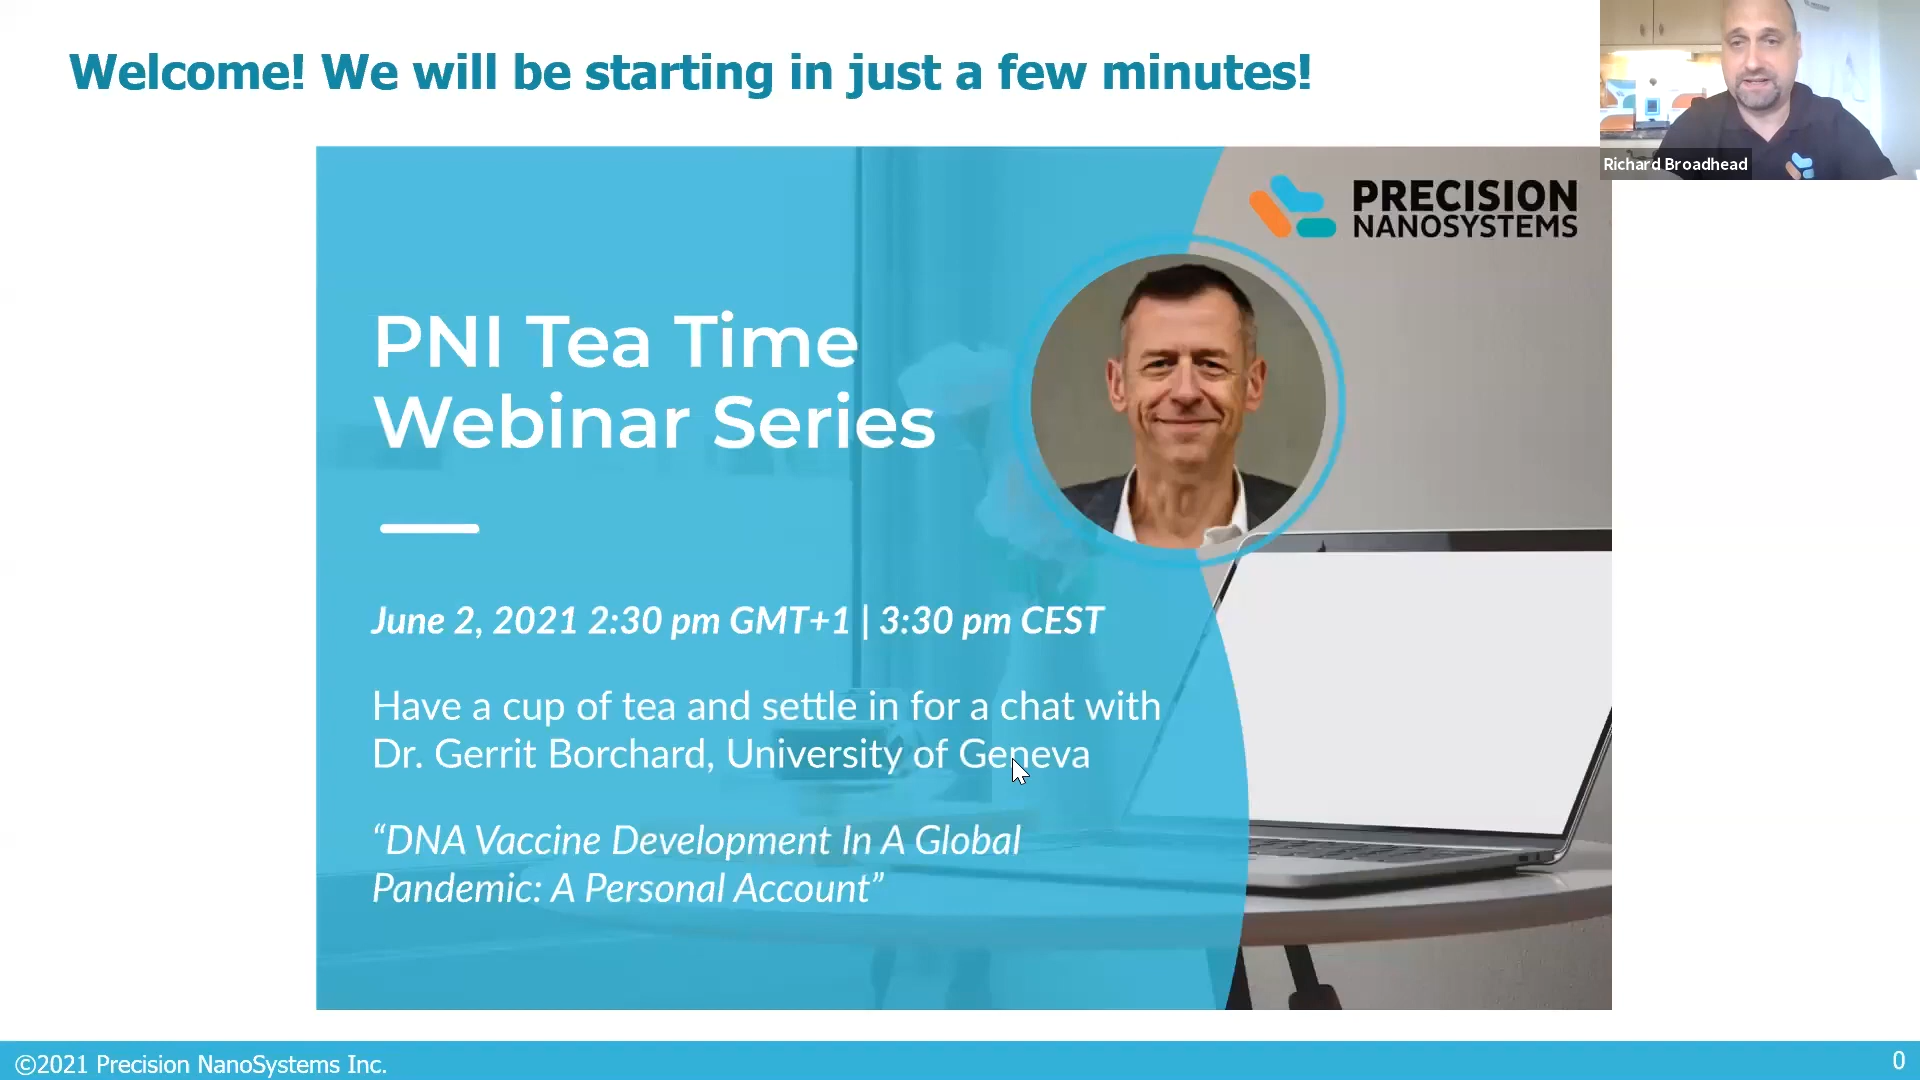 Welcome! We will be starting in just a few minutes!
Richard Broadhead
PRECISION
NANOSYSTEMS
PNI Tea Time
Webinar Series
June 2, 2021 2:30 pm GMT+1 | 3:30 pm CEST
Have a cup of tea and settle in for a chat with
Dr. Gerrit Borchard, University of Geneva
“DNA Vaccine Development In A Global
Pandemic: A Personal Account”
©2021 Precision NanoSystems Inc.
0